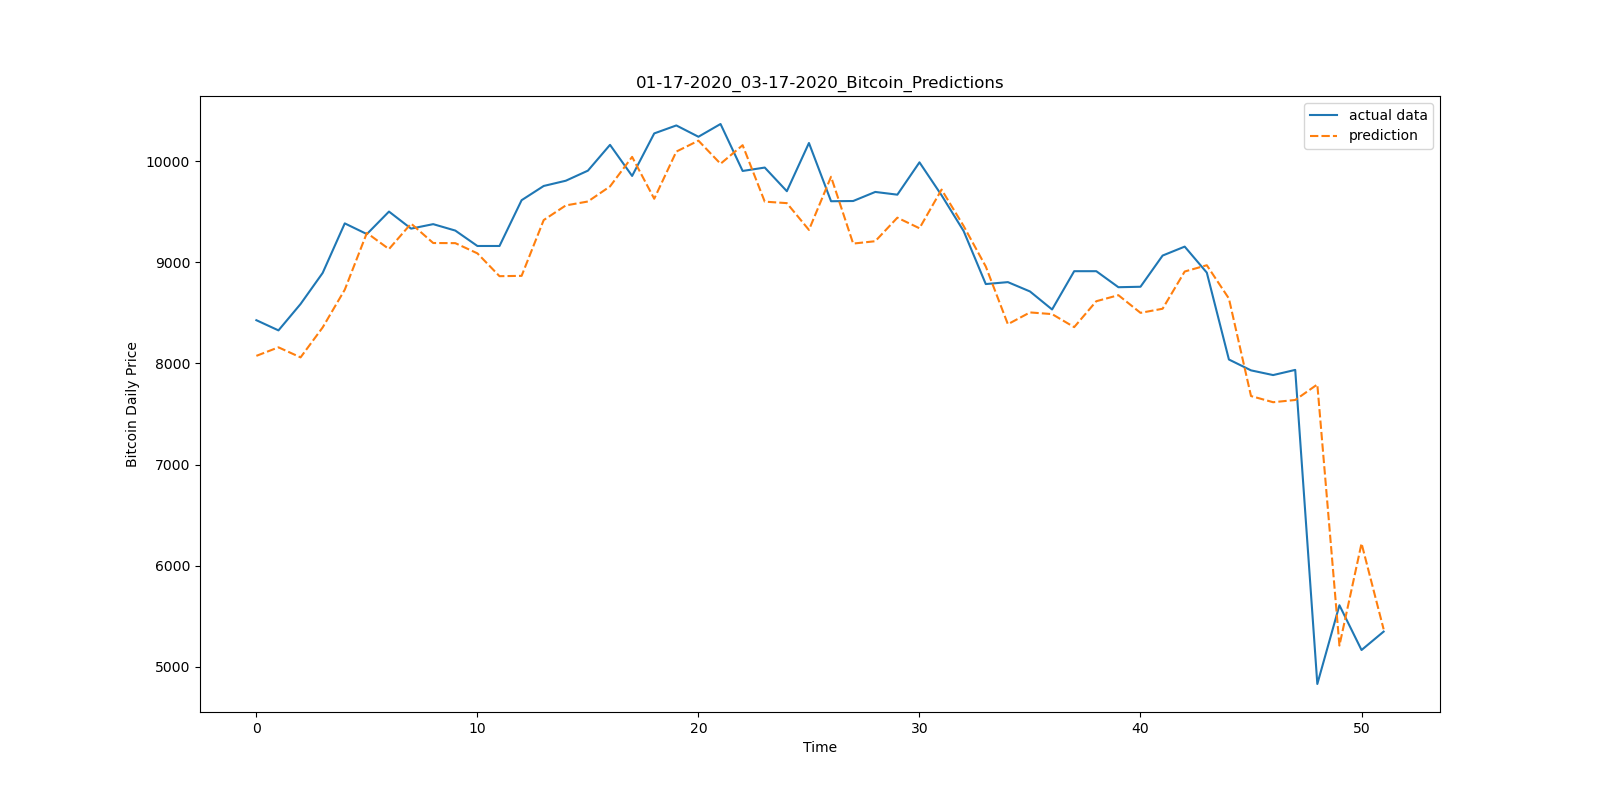 01-17-2020_03-17-2020_Bitcoin_Predictions
actual data
prediction
10000
9000
8000
7000
6000
5000
Bitcoin Daily Price
0 10 20 30 40 50
Time